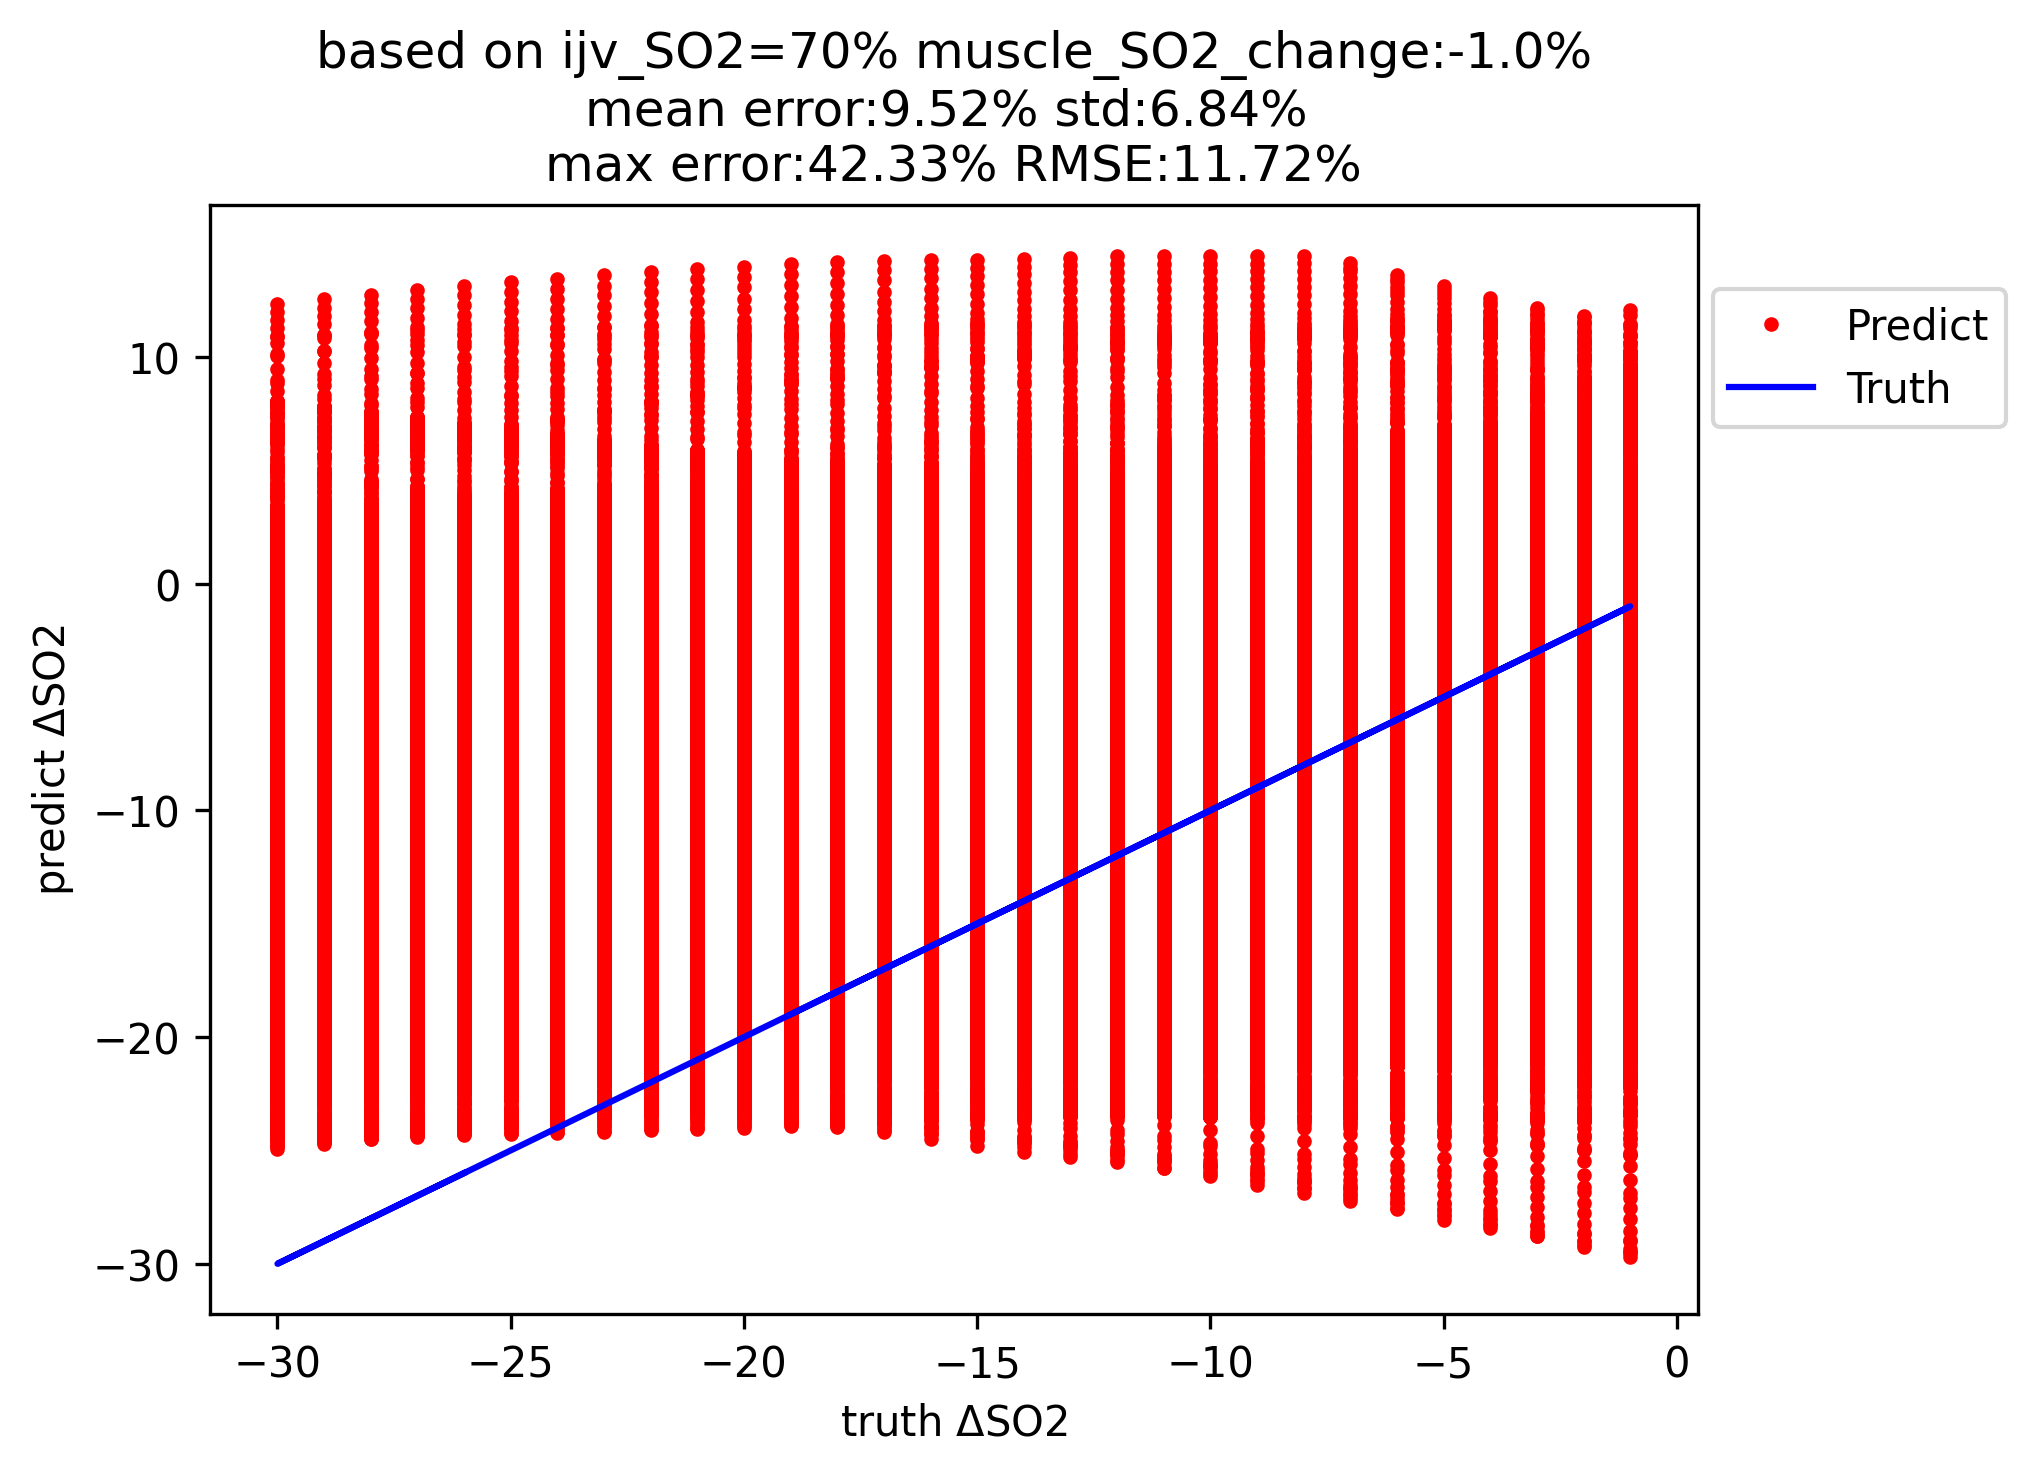 based on ijv_SO2=70% muscle_SO2_change:-1.0%
mean error:9.52% std:6.84%
max error:42.33% RMSE:11.72%
Predict
Truth
10
0
−10
−20
−30
predict ΔSO2
−30
−25
−20
−15
−10
−5
0
truth ΔSO2